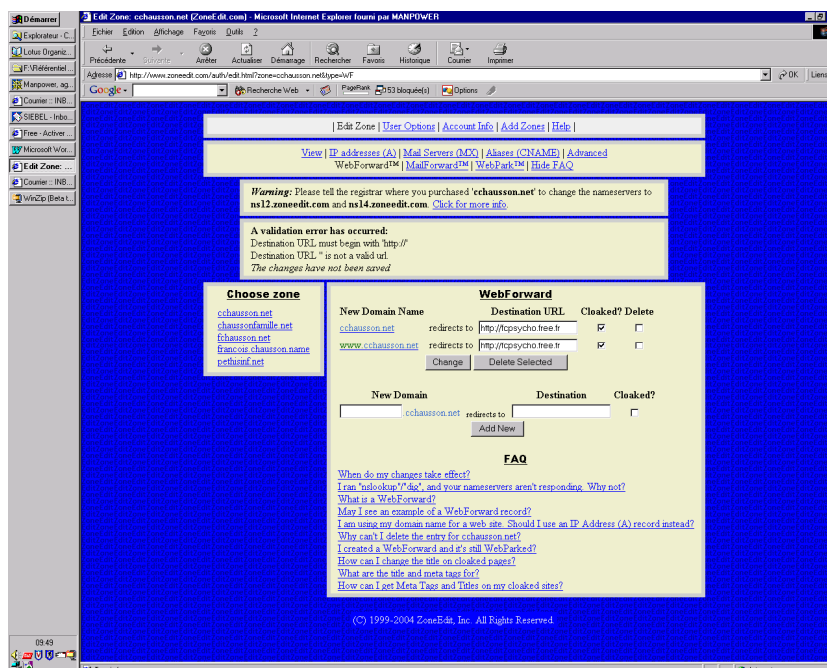 Démarrer
Explorateur - C...
Lotus Organiz...
F:\Référentiel...
Manpower, ag...
Courrier :: INB...
SIEBEL - Inbo...
Free - Activer ...
Microsoft Wor...
Edit Zone: ...
Courrier :: INB...
WinZip (Beta t...
09:49
Edit Zone: cchausson.net (ZoneEdit.com) - Microsoft Internet Explorer fourni par MANPOWER
Fichier Edition Affichage Favoris Outils ?
Précédente Suivante Arrêter Actualiser Démarrage Rechercher Favoris Historique Courrier Imprimer
Adresse http://www.zoneedit.com/auth/edit.html?zone=cchausson.net&type=WF OK Liens
Google Recherche Web PageRank 53 bloquée(s) Options
| Edit Zone | User Options | Account Info | Add Zones | Help |
View | IP addresses (A) | Mail Servers (MX) | Aliases (CNAME) | Advanced
WebForward™ | MailForward™ | WebPark™ | Hide FAQ
Warning: Please tell the registrar where you purchased 'cchausson.net' to change the nameservers to
ns12.zoneedit.com and ns14.zoneedit.com. Click for more info.
A validation error has occurred:
Destination URL must begin with 'http://'
Destination URL '' is not a valid url.
The changes have not been saved
Choose zone
cchausson.net
chaussonfamille.net
fchausson.net
francois.chausson.name
pethisinf.net
WebForward
New Domain Name Destination URL Cloaked? Delete
cchausson.net redirects to http://fcpsycho.free.fr
www.cchausson.net redirects to http://fcpsycho.free.fr
Change Delete Selected
New Domain Destination Cloaked?
.cchausson.net redirects to
Add New
FAQ
When do my changes take effect?
I ran "nslookup"/"dig", and your nameservers aren't responding. Why not?
What is a WebForward?
May I see an example of a WebForward record?
I am using my domain name for a web site. Should I use an IP Address (A) record instead?
Why can't I delete the entry for cchausson.net?
I created a WebForward and it's still WebParked?
How can I change the title on cloaked pages?
What are the title and meta tags for?
How can I get Meta Tags and Titles on my cloaked sites?
(C) 1999-2004 ZoneEdit, Inc. All Rights Reserved.